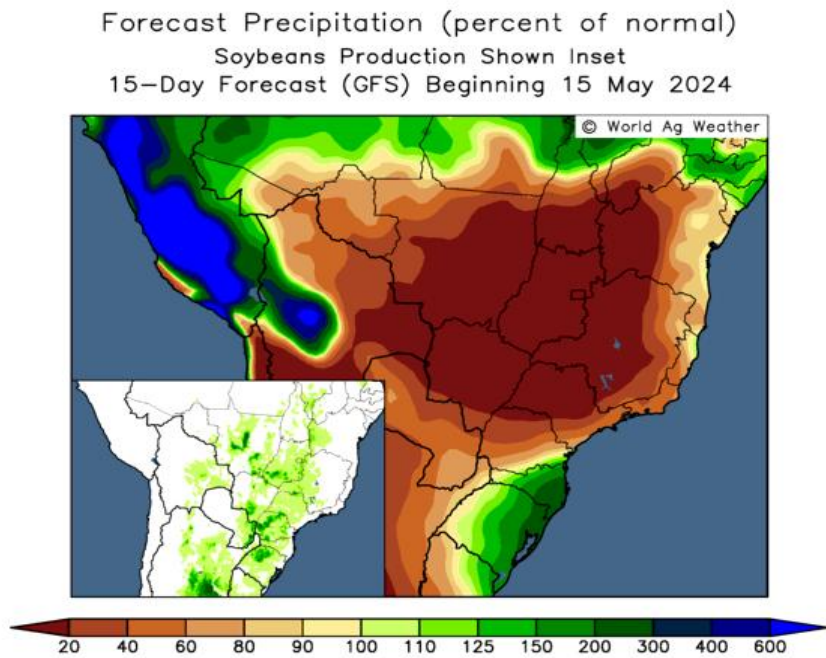 Forecast Precipitation (percent of normal)
Soybeans Production Shown Inset
15-Day Forecast (GFS) Beginning 15 May 2024
© World Ag Weather
20 40 60 80 90 100 110 125 150 200 300 400 600